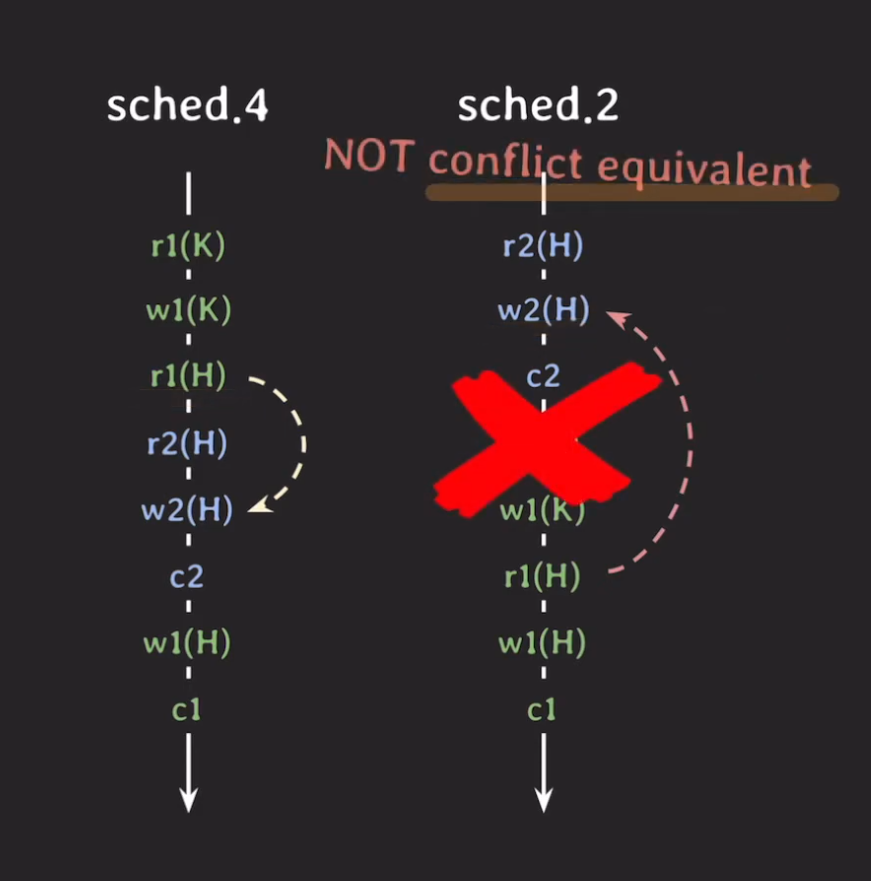 sched.4
r1(K)
w1(K)
r1(H)
r2(H)
w2(H)
c2
w1(H)
c1
sched.2
NOT conflict equivalent
r2(H)
w2(H)
c2
w1(K)
r1(H)
w1(H)
c1